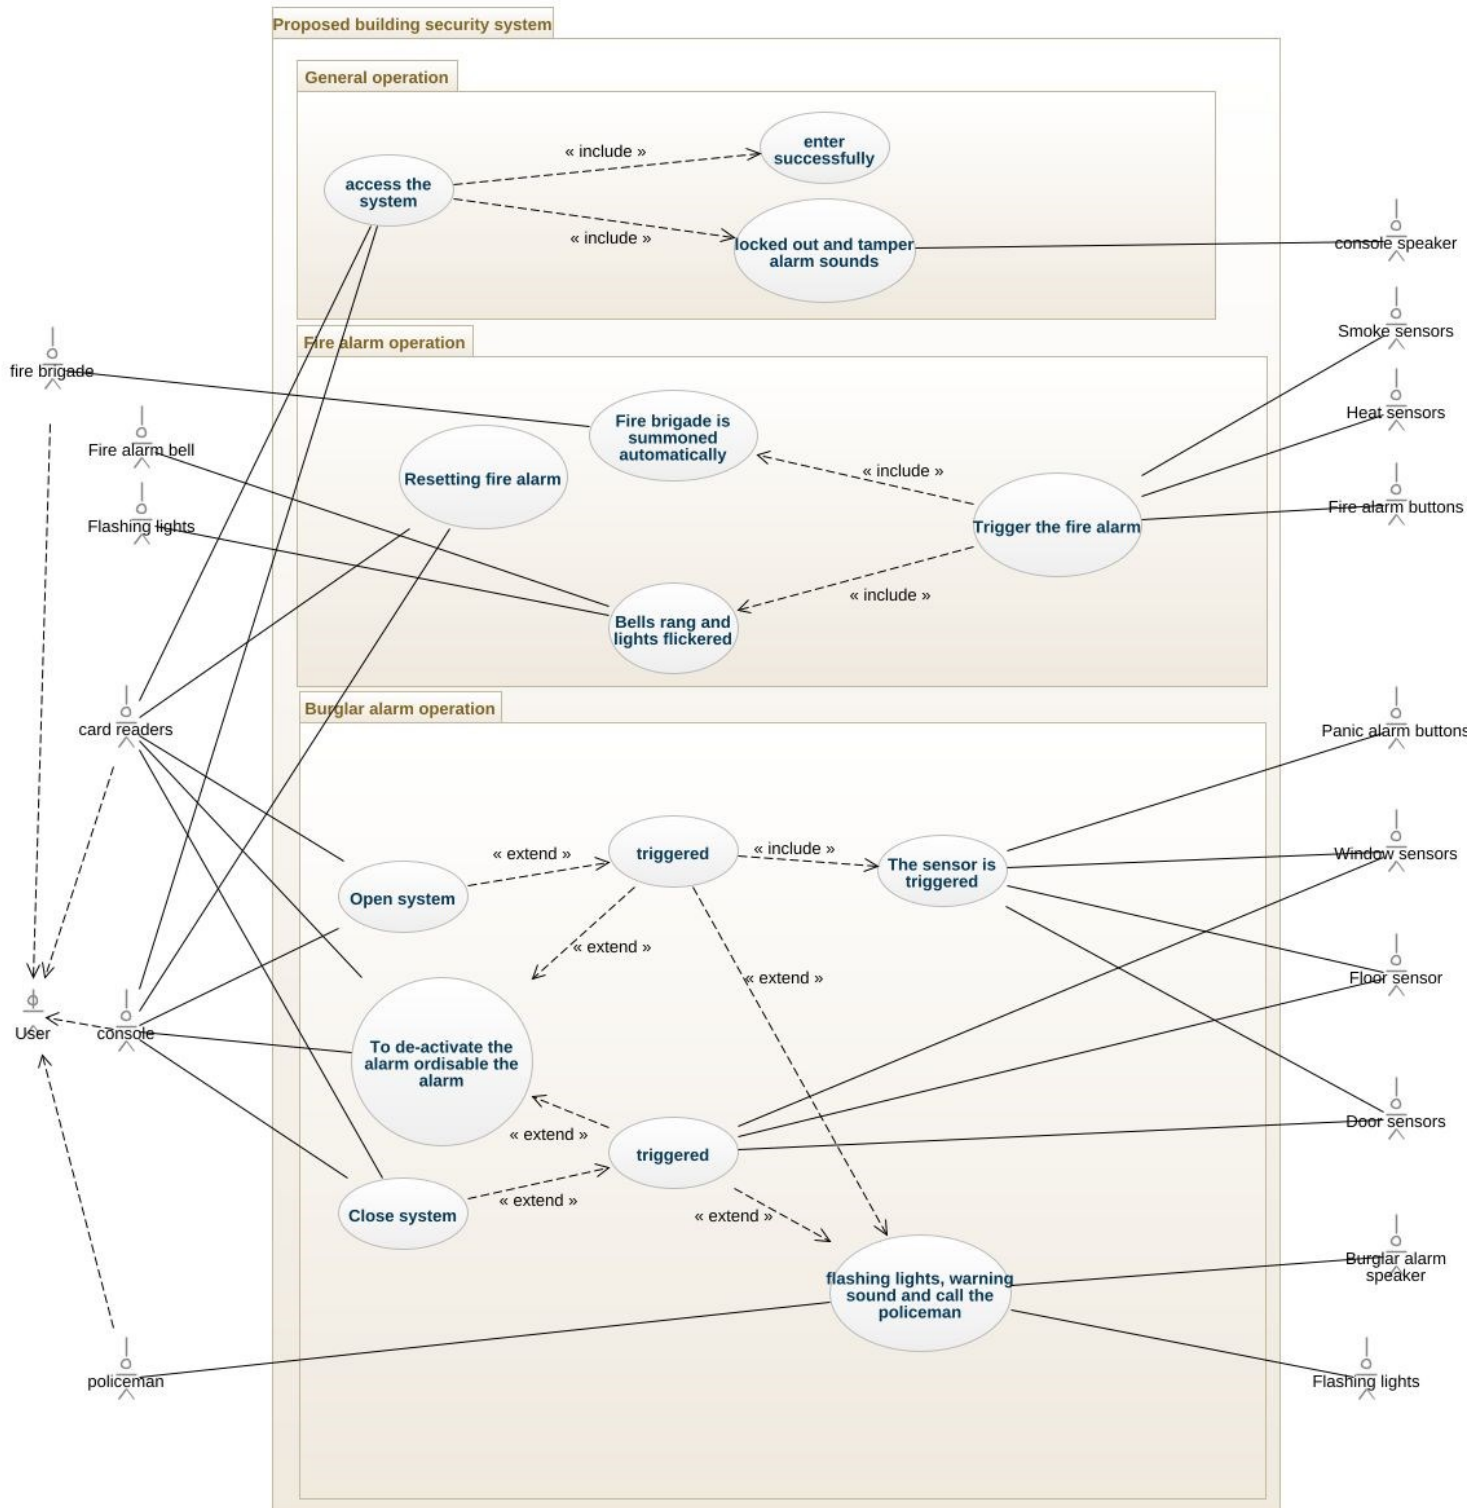 Proposed building security system
General operation
« include »
enter
successfully
access the
system
« include »
locked out and tamper
alarm sounds
console speaker
Smoke sensors
Fire alarm operation
fire brigade
Heat sensors
Fire brigade is
summoned
automatically
Fire alarm bell
« include »
Resetting fire alarm
Fire alarm buttons
Flashing lights
Trigger the fire alarm
« include »
Bells rang and
lights flickered
Burglar alarm operation
card readers
Panic alarm buttons
« extend »
triggered
« include »
Window sensors
The sensor is
triggered
Open system
« extend »
« extend »
Floor sensor
User
console
To de-activate the
alarm ordisable the
alarm
Door sensors
« extend »
triggered
« extend »
Close system
« extend »
Burglar alarm
speaker
flashing lights, warning
sound and call the
policeman
policeman
Flashing lights